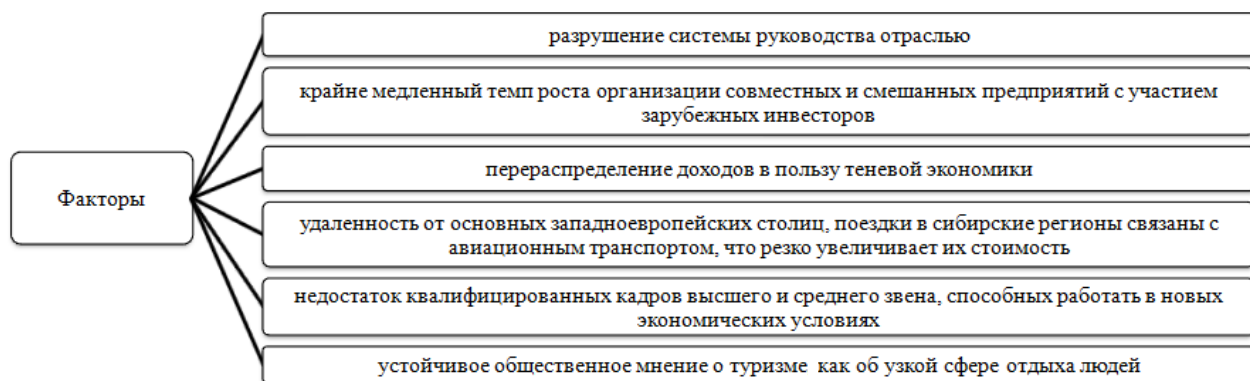 разрушение системы руководства отраслью
крайне медленный темп роста организации совместных и смешанных предприятий с участием
зарубежных инвесторов
перераспределение доходов в пользу теневой экономики
Факторы
удаленность от основных западноевропейских столиц, поездки в сибирские регионы связаны с
авиационным транспортом, что резко увеличивает их стоимость
недостаток квалифицированных кадров высшего и среднего звена, способных работать в новых
экономических условиях
устойчивое общественное мнение о туризме как об узкой сфере отдыха людей